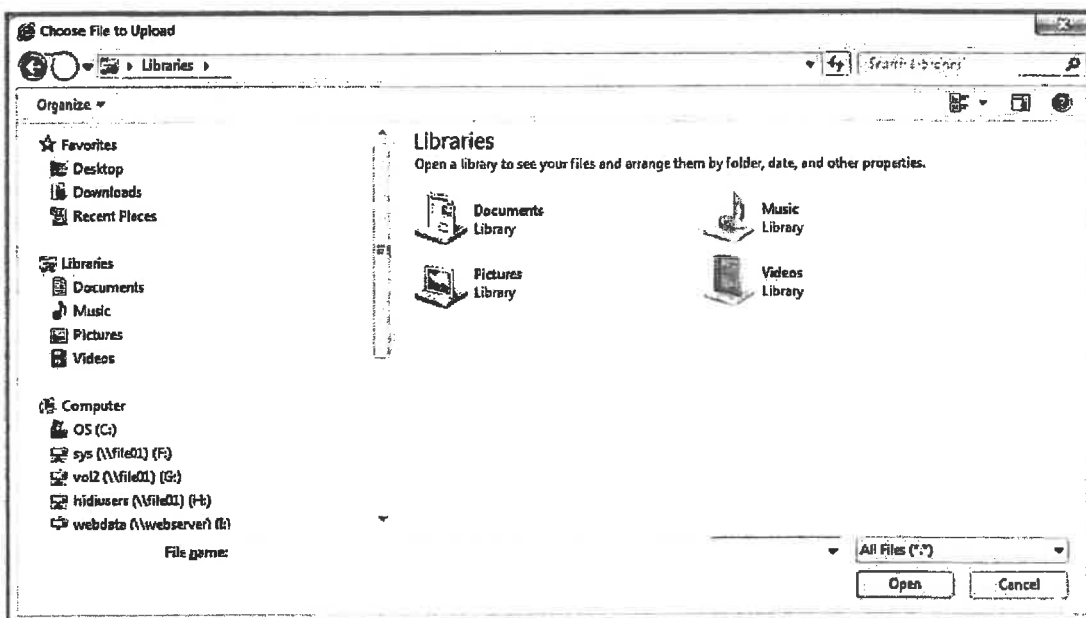 Choose File to Upload
Libraries
Search Libraries
Organize
Favorites
Desktop
Downloads
Recent Places
Libraries
Documents
Music
Pictures
Videos
Computer
OS (C:)
sys (\\file01) (F:)
vol2 (\\file01) (G:)
hidiusers (\\file01) (H:)
webdata (\\webserver) (I:)
Libraries
Open a library to see your files and arrange them by folder, date, and other properties.
Documents
Library
Music
Library
Pictures
Library
Videos
Library
File name:
All Files (*.*)
Open
Cancel